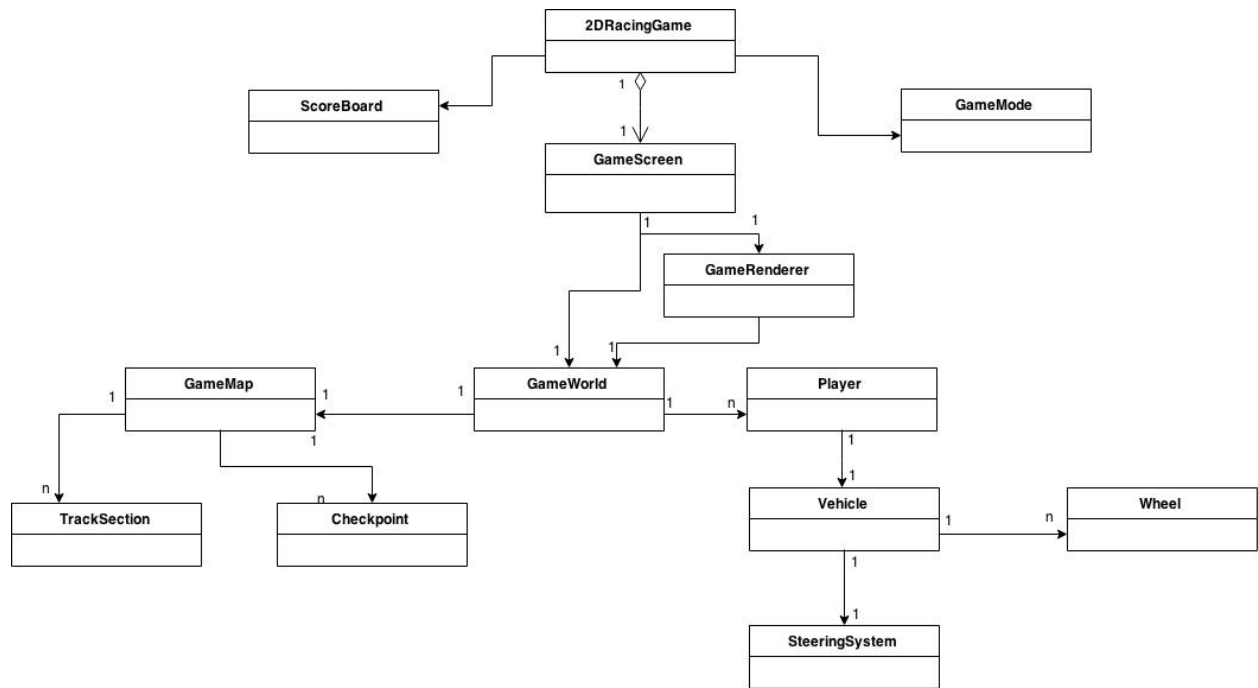 2DRacingGame
1
ScoreBoard
GameMode
1
GameScreen
1
1
GameRenderer
1
1
GameMap
GameWorld
Player
1
1
1
1
n
1
1
n
n
1
TrackSection
Checkpoint
Vehicle
Wheel
1
n
1
1
SteeringSystem